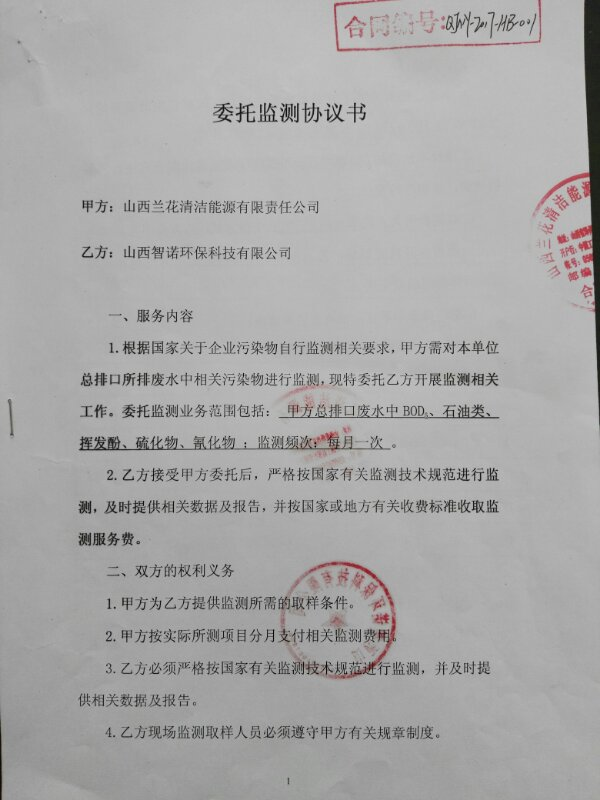 合同编号:QJNY-2017-HB-001
委托监测协议书
甲方：山西兰花清洁能源有限责任公司
乙方：山西智诺环保科技有限公司
山西兰花清洁能源
一、服务内容
1.根据国家关于企业污染物自行监测相关要求，甲方需对本单位
总排口所排废水中相关污染物进行监测，现特委托乙方开展监测相关
工作。委托监测业务范围包括： 甲方总排口废水中BOD₅、石油类、
挥发酚、硫化物、氰化物 ；监测频次：每月一次 。
2.乙方接受甲方委托后，严格按国家有关监测技术规范进行监
测，及时提供相关数据及报告，并按国家或地方有关收费标准收取监
测服务费。
二、双方的权利义务
1.甲方为乙方提供监测所需的取样条件。
2.甲方按实际所测项目分月支付相关监测费用。
3.乙方必须严格按国家有关监测技术规范进行监测，并及时提
供相关数据及报告。
4.乙方现场监测取样人员必须遵守甲方有关规章制度。
1